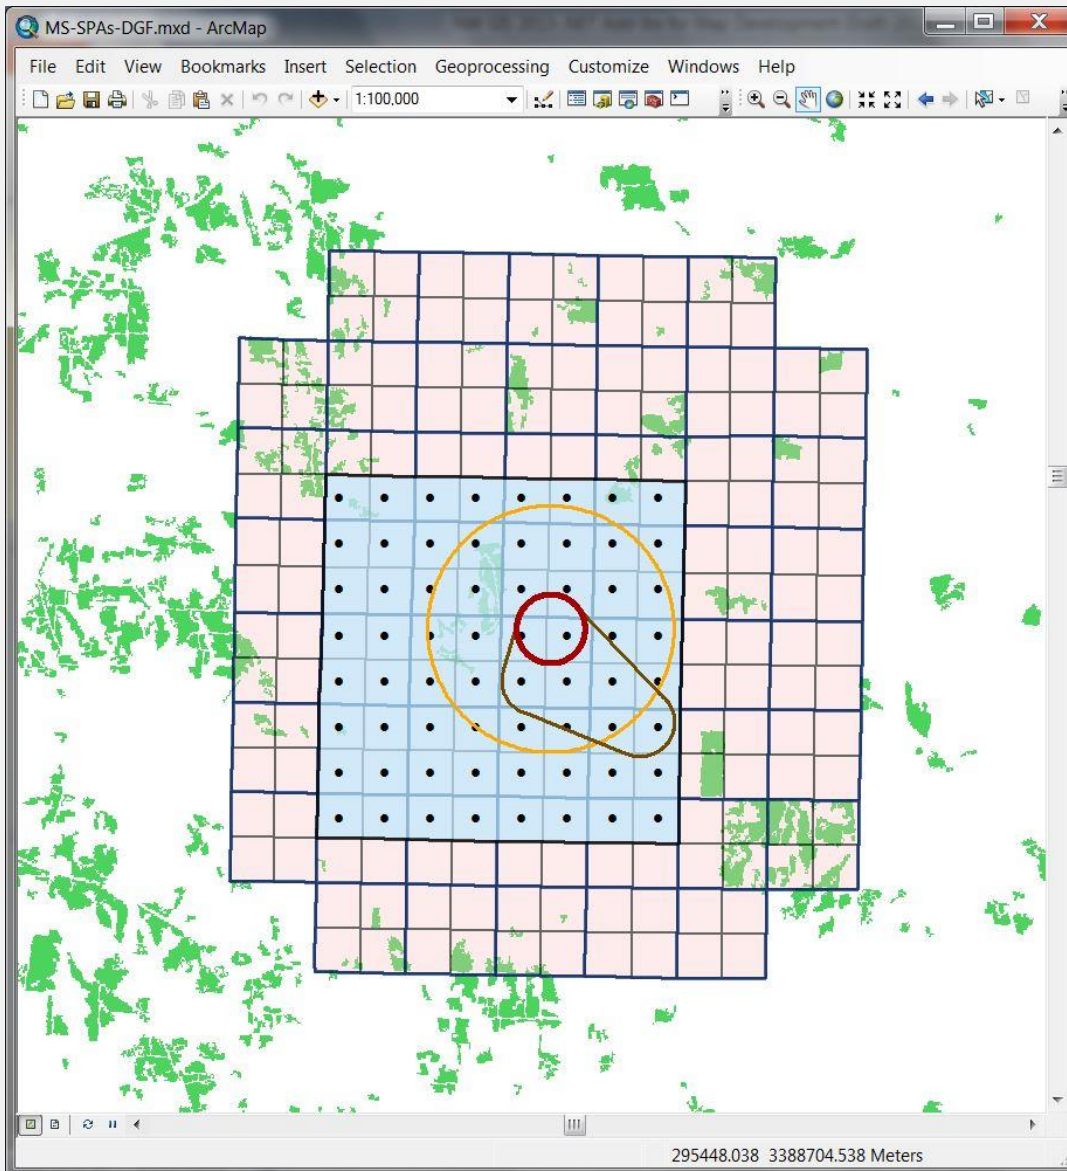 MS-SPAs-DGF.mxd - ArcMap
File Edit View Bookmarks Insert Selection Geoprocessing Customize Windows Help
1:100,000
295448.038 3388704.538 Meters